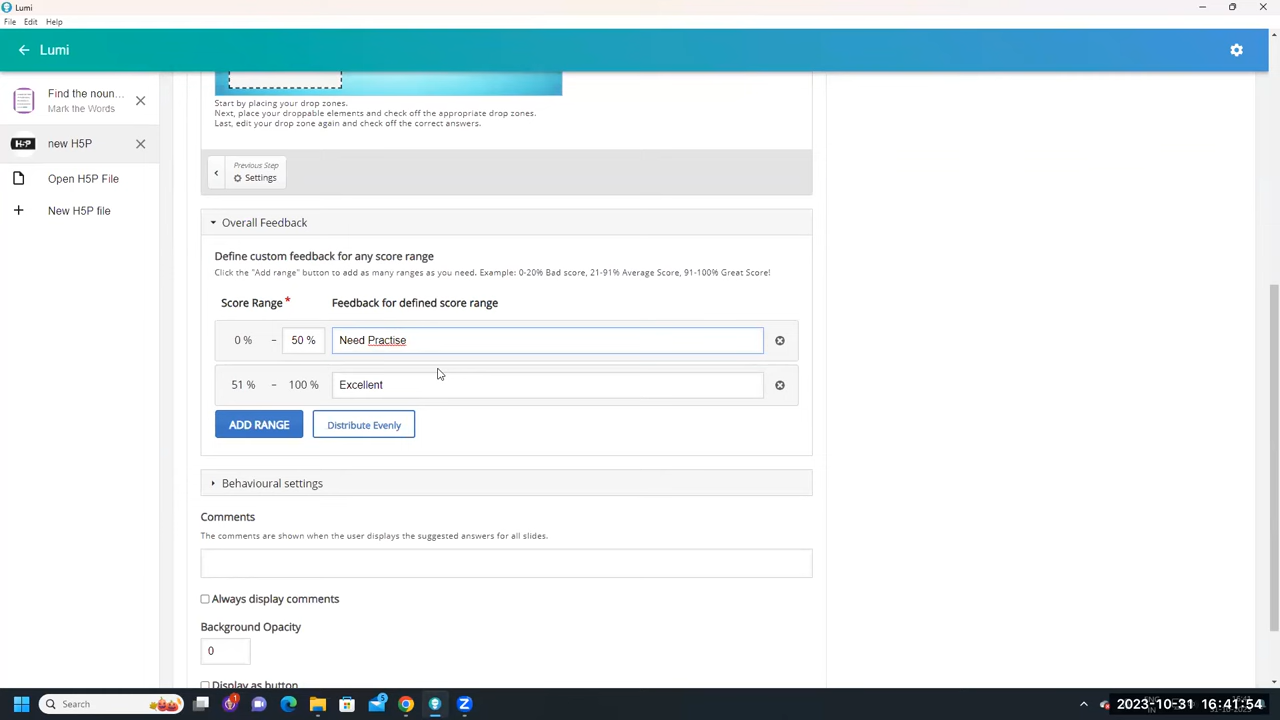 Lumi
File Edit Help
Lumi
Find the noun...
Mark the Words
H-P new H5P
Open H5P File
New H5P file
Start by placing your drop zones.
Next, place your droppable elements and check off the appropriate drop zones.
Last, edit your drop zone again and check off the correct answers.
Previous Step
Settings
Overall Feedback
Define custom feedback for any score range
Click the "Add range" button to add as many ranges as you need. Example: 0-20% Bad score, 21-91% Average Score, 91-100% Great Score!
Score Range* Feedback for defined score range
0 % - 50 % Need Practise
51 % - 100 % Excellent
ADD RANGE Distribute Evenly
Behavioural settings
Comments
The comments are shown when the user displays the suggested answers for all slides.
Always display comments
Background Opacity
0
Display as button
Search
2023-10-31 16:41:54